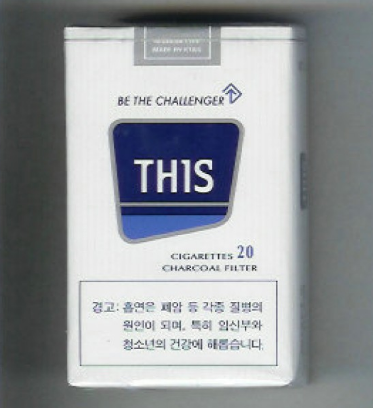 BE THE CHALLENGER
THIS
CIGARETTES 20
CHARCOAL FILTER
경고: 흡연은 폐암 등 각종 질병의
원인이 되며, 특히 임신부와
청소년의 건강에 해롭습니다.